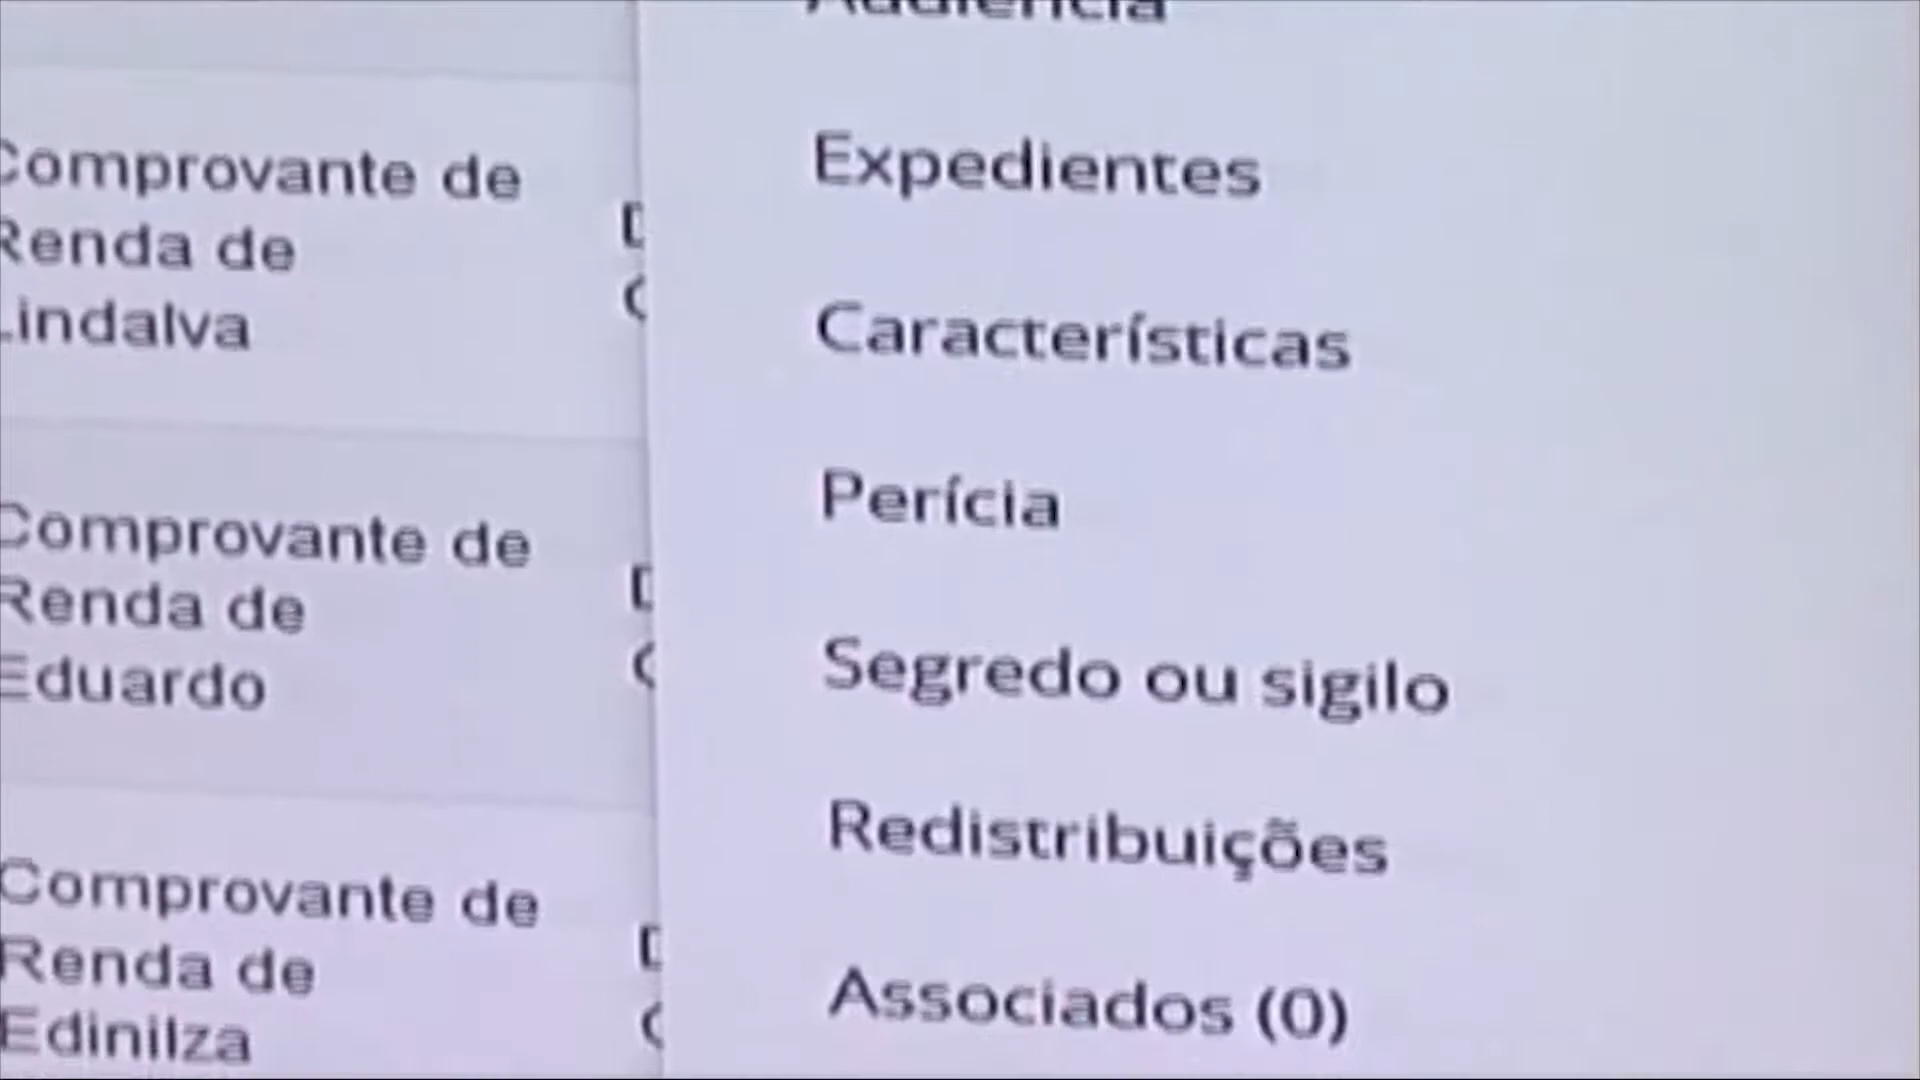 Comprovante de
Renda de
Lindalva
Comprovante de
Renda de
Eduardo
Comprovante de
Renda de
Edinilza
Audiência
Expedientes
Características
Perícia
Segredo ou sigilo
Redistribuições
Associados (0)